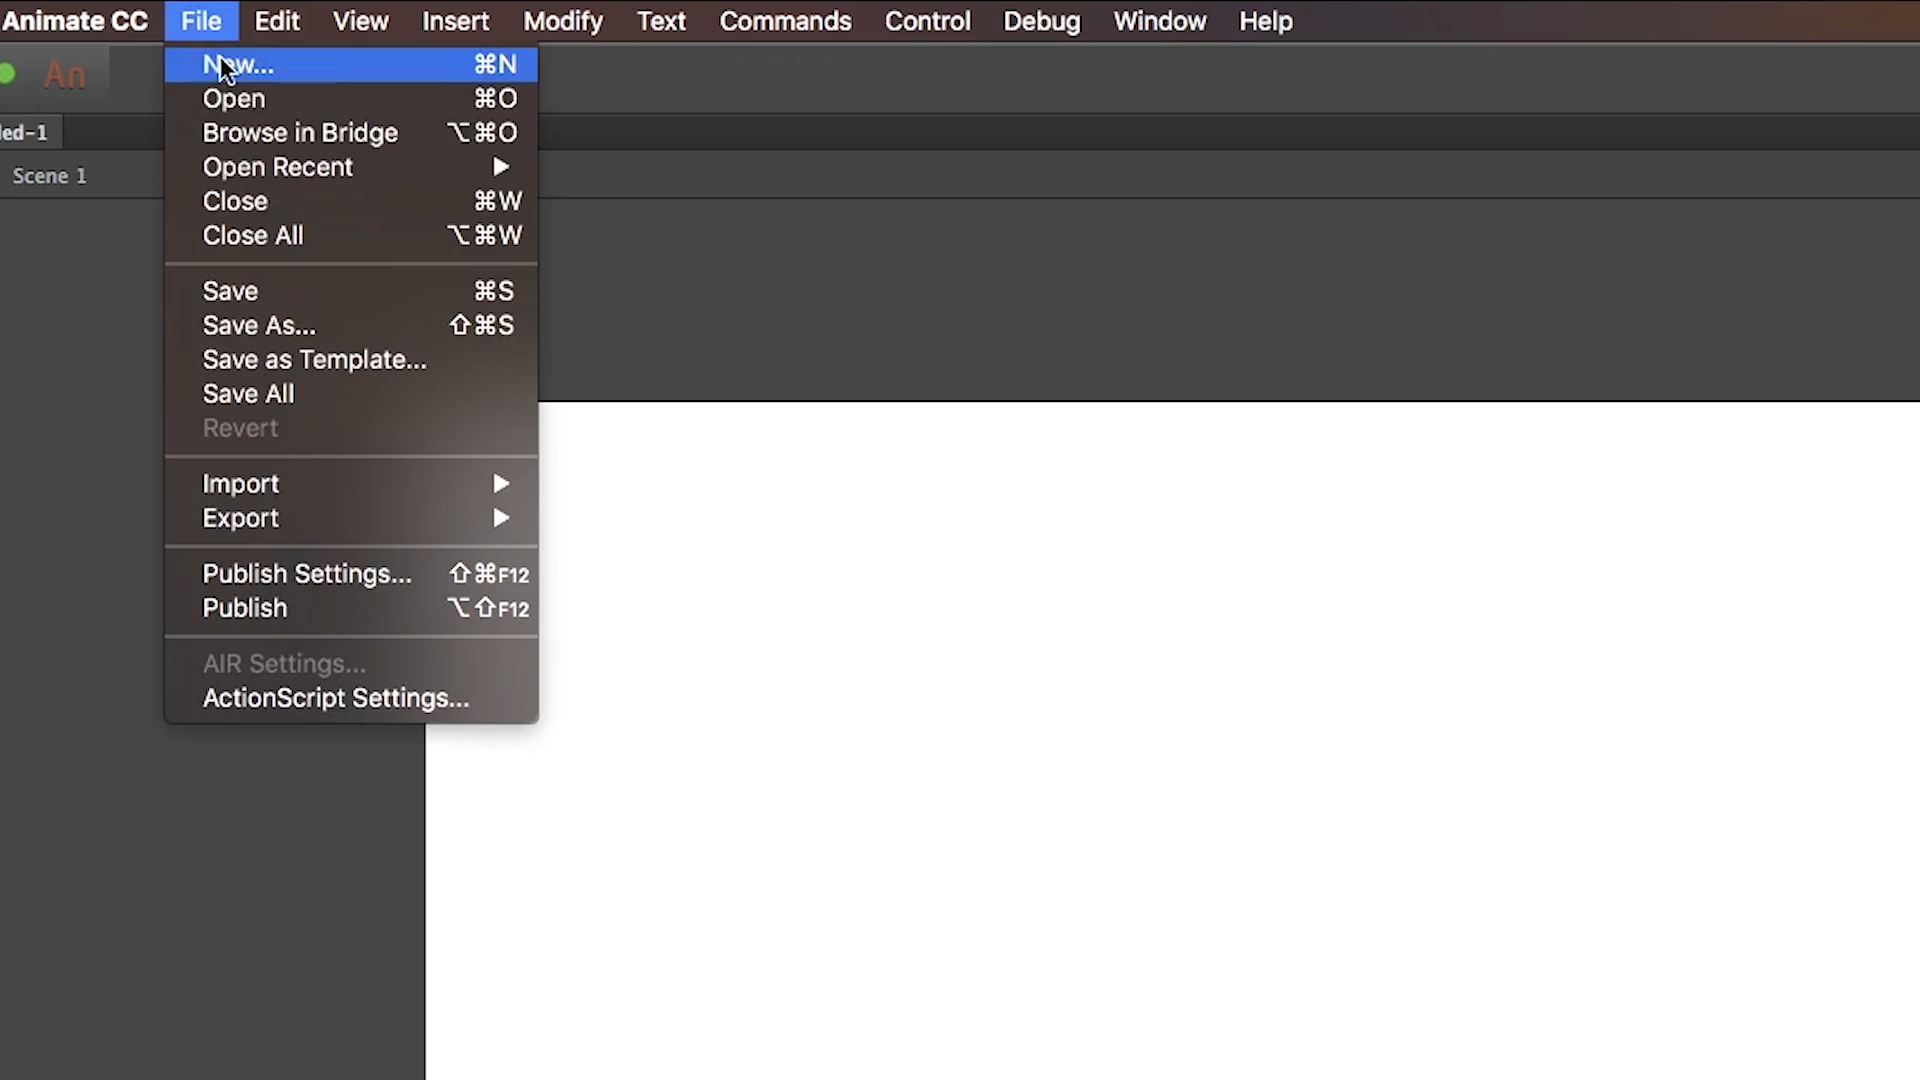 Animate CC File Edit View Insert Modify Text Commands Control Debug Window Help
An
New... ⌘N
Open ⌘O
Browse in Bridge ⌥⌘O
Open Recent ▶
Close ⌘W
Close All ⌥⌘W
Save ⌘S
Save As... ⇧⌘S
Save as Template...
Save All
Revert
Import ▶
Export ▶
Publish Settings... ⇧⌘F12
Publish ⌥⇧F12
AIR Settings...
ActionScript Settings...
led-1
Scene 1